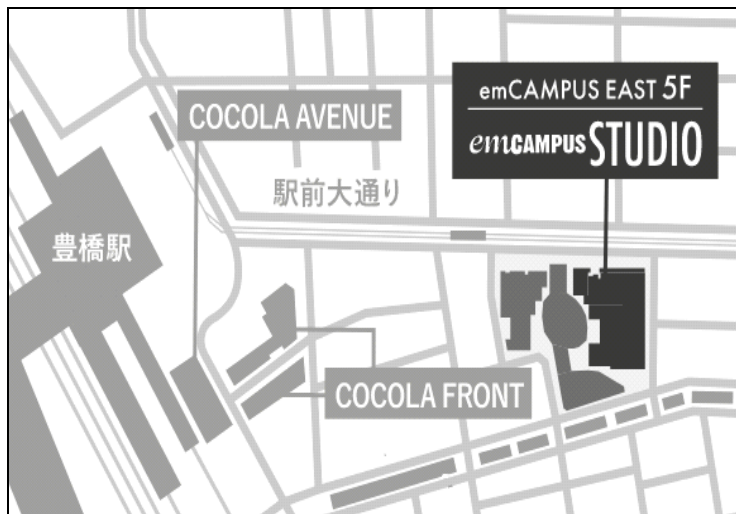 emCAMPUS EAST 5F
emCAMPUS STUDIO
COCOLA AVENUE
駅前大通り
豊橋駅
COCOLA FRONT